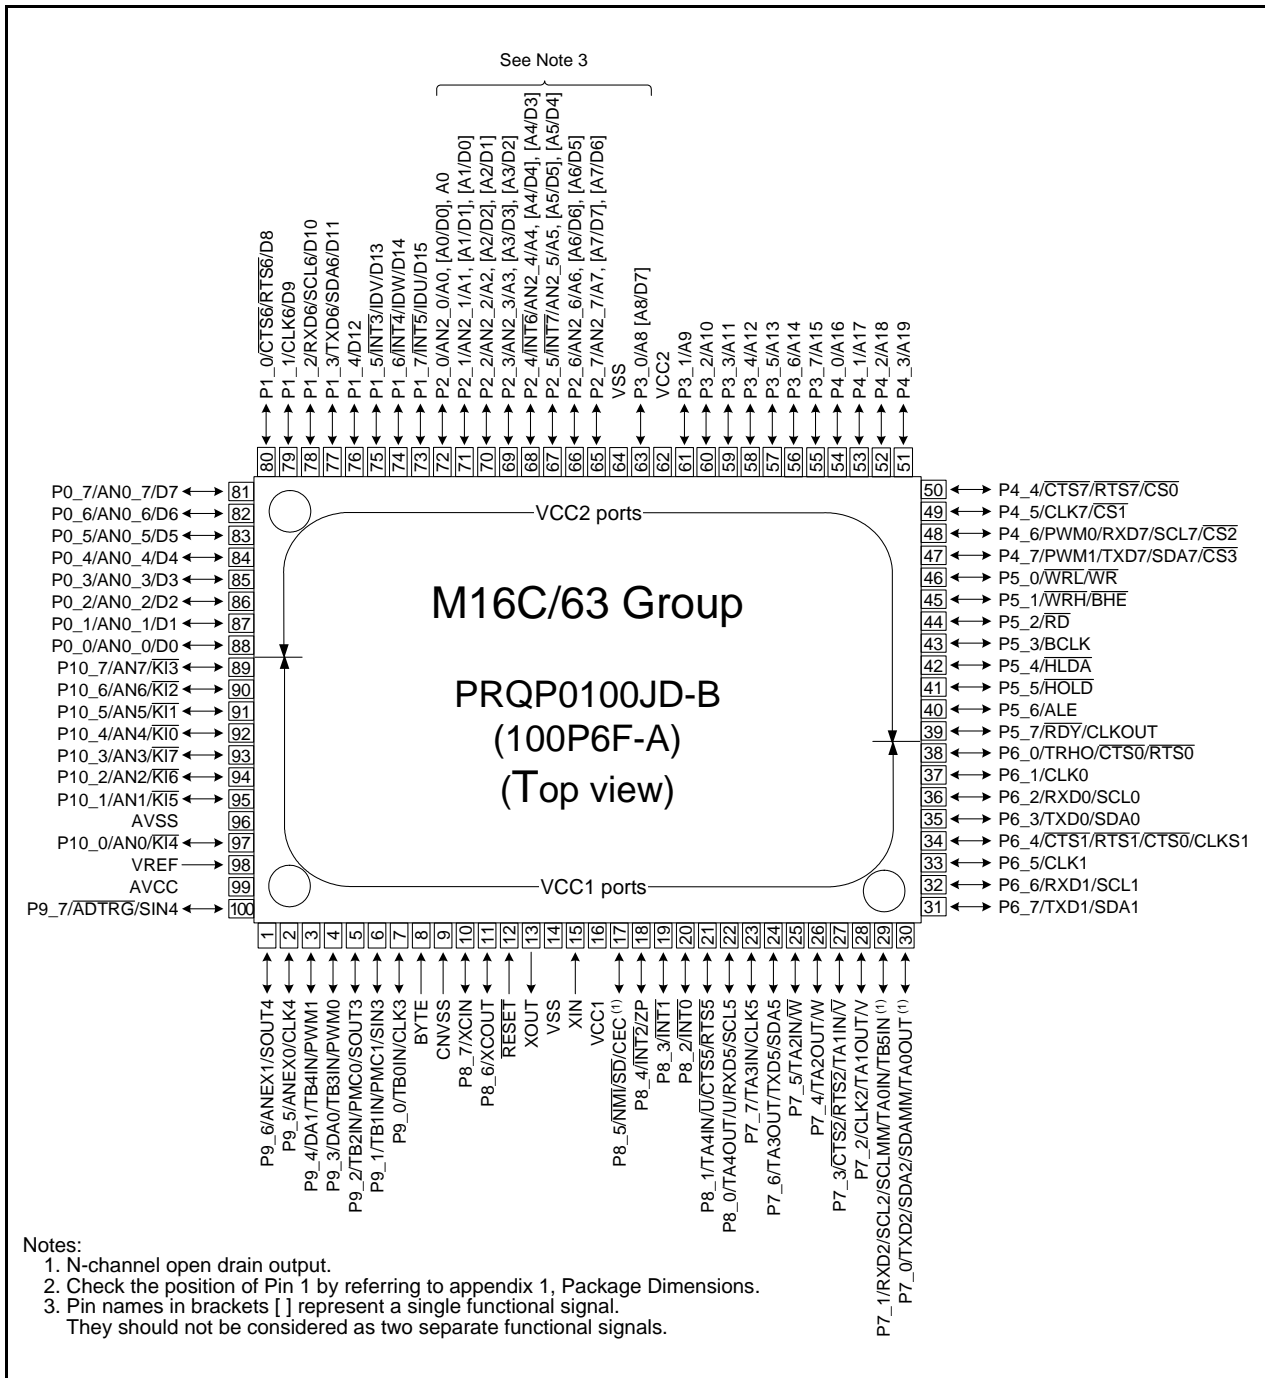 See Note 3
P1_0/CTS6/RTS6/D8
P1_1/CLK6/D9
P1_2/RXD6/SCL6/D10
P1_3/TXD6/SDA6/D11
P1_4/D12
P1_5/INT3/IDV/D13
P1_6/INT4/IDW/D14
P1_7/INT5/IDU/D15
P2_0/AN2_0/A0, [A0/D0], A0
P2_1/AN2_1/A1, [A1/D1], [A1/D0]
P2_2/AN2_2/A2, [A2/D2], [A2/D1]
P2_3/AN2_3/A3, [A3/D3], [A3/D2]
P2_4/INT6/AN2_4/A4, [A4/D4], [A4/D3]
P2_5/INT7/AN2_5/A5, [A5/D5], [A5/D4]
P2_6/AN2_6/A6, [A6/D6], [A6/D5]
P2_7/AN2_7/A7, [A7/D7], [A7/D6]
VSS
P3_0/A8 [A8/D7]
VCC2
P3_1/A9
P3_2/A10
P3_3/A11
P3_4/A12
P3_5/A13
P3_6/A14
P3_7/A15
P4_0/A16
P4_1/A17
P4_2/A18
P4_3/A19
80 79 78 77 76 75 74 73 72 71 70 69 68 67 66 65 64 63 62 61 60 59 58 57 56 55 54 53 52 51
P0_7/AN0_7/D7 81
P0_6/AN0_6/D6 82
P0_5/AN0_5/D5 83
P0_4/AN0_4/D4 84
P0_3/AN0_3/D3 85
P0_2/AN0_2/D2 86
P0_1/AN0_1/D1 87
P0_0/AN0_0/D0 88
P10_7/AN7/KI3 89
P10_6/AN6/KI2 90
P10_5/AN5/KI1 91
P10_4/AN4/KI0 92
P10_3/AN3/KI7 93
P10_2/AN2/KI6 94
P10_1/AN1/KI5 95
AVSS 96
P10_0/AN0/KI4 97
VREF 98
AVCC 99
P9_7/ADTRG/SIN4 100
VCC2 ports
M16C/63 Group
PRQP0100JD-B
(100P6F-A)
(Top view)
VCC1 ports
50 P4_4/CTS7/RTS7/CS0
49 P4_5/CLK7/CS1
48 P4_6/PWM0/RXD7/SCL7/CS2
47 P4_7/PWM1/TXD7/SDA7/CS3
46 P5_0/WRL/WR
45 P5_1/WRH/BHE
44 P5_2/RD
43 P5_3/BCLK
42 P5_4/HLDA
41 P5_5/HOLD
40 P5_6/ALE
39 P5_7/RDY/CLKOUT
38 P6_0/TRHO/CTS0/RTS0
37 P6_1/CLK0
36 P6_2/RXD0/SCL0
35 P6_3/TXD0/SDA0
34 P6_4/CTS1/RTS1/CTS0/CLKS1
33 P6_5/CLK1
32 P6_6/RXD1/SCL1
31 P6_7/TXD1/SDA1
1 2 3 4 5 6 7 8 9 10 11 12 13 14 15 16 17 18 19 20 21 22 23 24 25 26 27 28 29 30
P9_6/ANEX1/SOUT4
P9_5/ANEX0/CLK4
P9_4/DA1/TB4IN/PWM1
P9_3/DA0/TB3IN/PWM0
P9_2/TB2IN/PMC0/SOUT3
P9_1/TB1IN/PMC1/SIN3
P9_0/TB0IN/CLK3
BYTE
CNVSS
P8_7/XCIN
P8_6/XCOUT
RESET
XOUT
VSS
XIN
VCC1
P8_5/NMI/SD/CEC (1)
P8_4/INT2/ZP
P8_3/INT1
P8_2/INT0
P8_1/TA4IN/U/CTS5/RTS5
P8_0/TA4OUT/U/RXD5/SCL5
P7_7/TA3IN/CLK5
P7_6/TA3OUT/TXD5/SDA5
P7_5/TA2IN/W
P7_4/TA2OUT/W
P7_3/CTS2/RTS2/TA1IN/V
P7_2/CLK2/TA1OUT/V
P7_1/RXD2/SCL2/SCLMM/TA0IN/TB5IN (1)
P7_0/TXD2/SDA2/SDAMM/TA0OUT (1)
Notes:
1. N-channel open drain output.
2. Check the position of Pin 1 by referring to appendix 1, Package Dimensions.
3. Pin names in brackets [ ] represent a single functional signal.
They should not be considered as two separate functional signals.